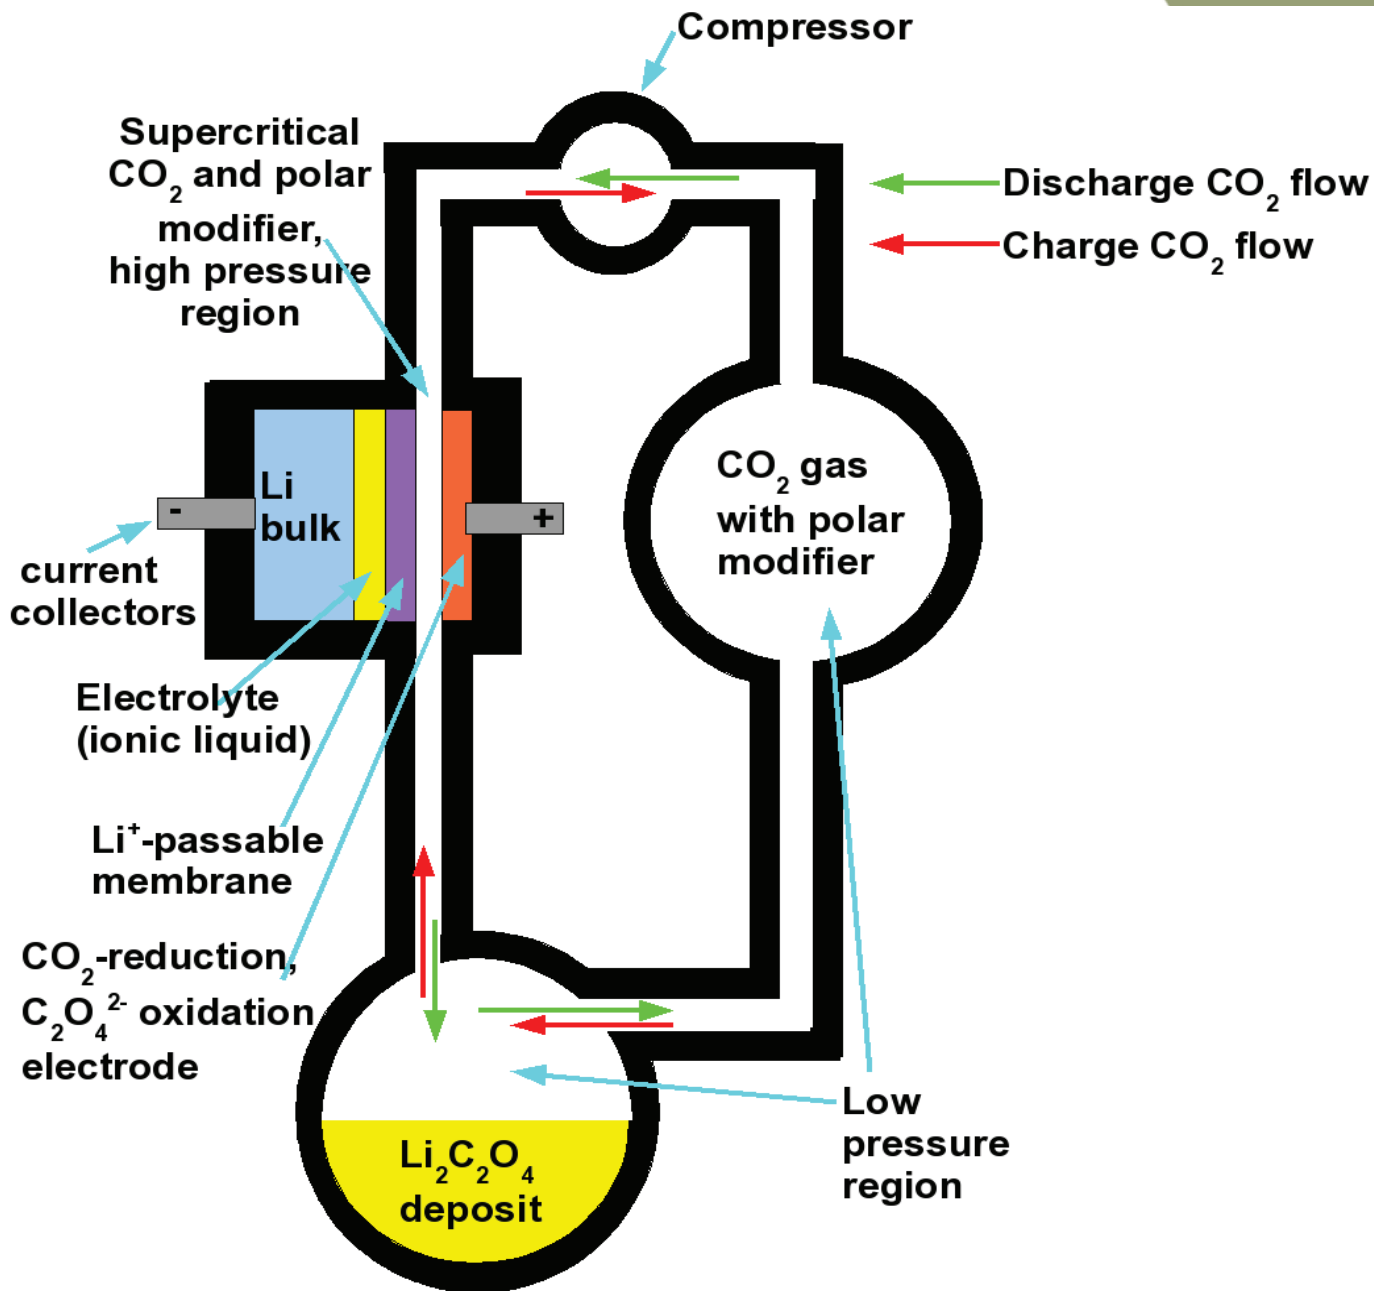 Compressor
Supercritical
CO₂ and polar
modifier,
high pressure
region
Discharge CO₂ flow
Charge CO₂ flow
Li
bulk
-
+
CO₂ gas
with polar
modifier
current
collectors
Electrolyte
(ionic liquid)
Li⁺-passable
membrane
CO₂-reduction,
C₂O₄²⁻ oxidation
electrode
Low
pressure
region
Li₂C₂O₄
deposit